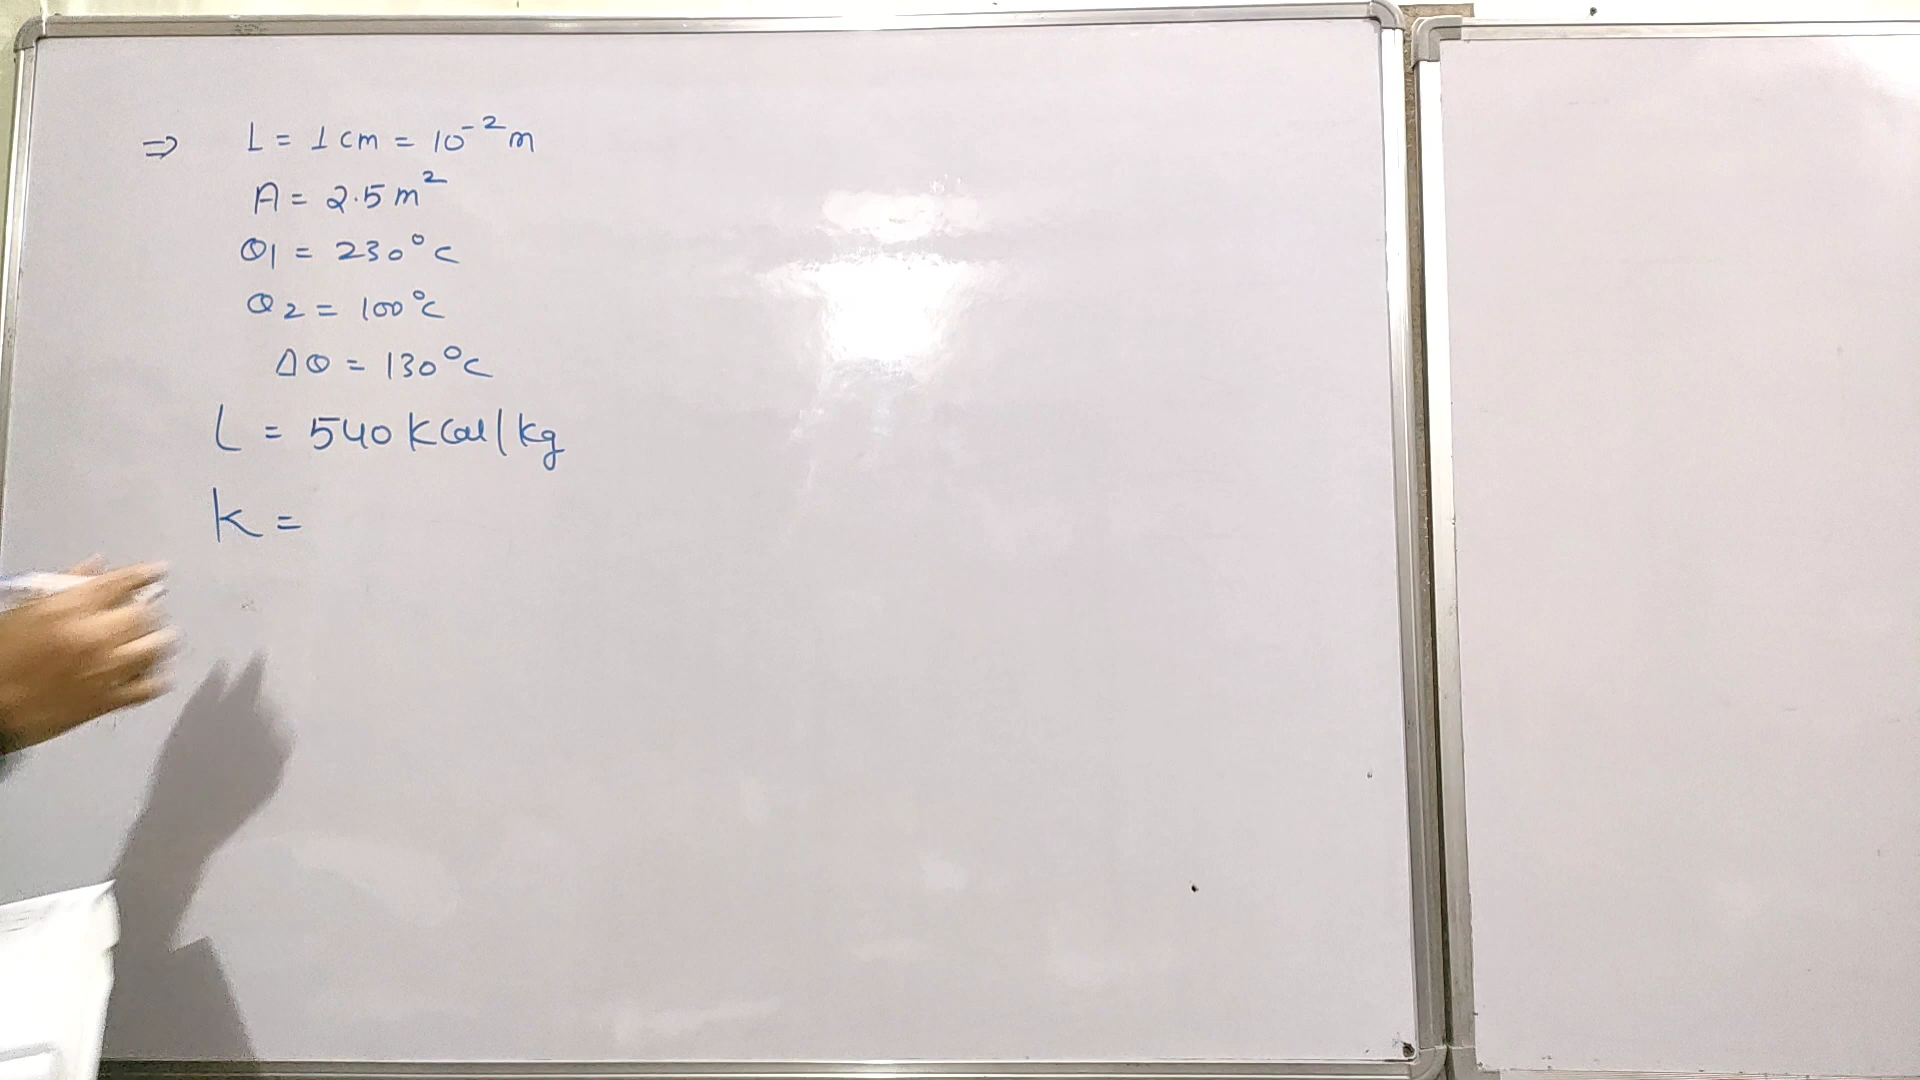 ⇒ L = 1 cm = 10⁻² m
A = 2.5 m²
θ1 = 230°C
θ2 = 100°C
Δθ = 130°C
L = 540 kcal/kg
K =